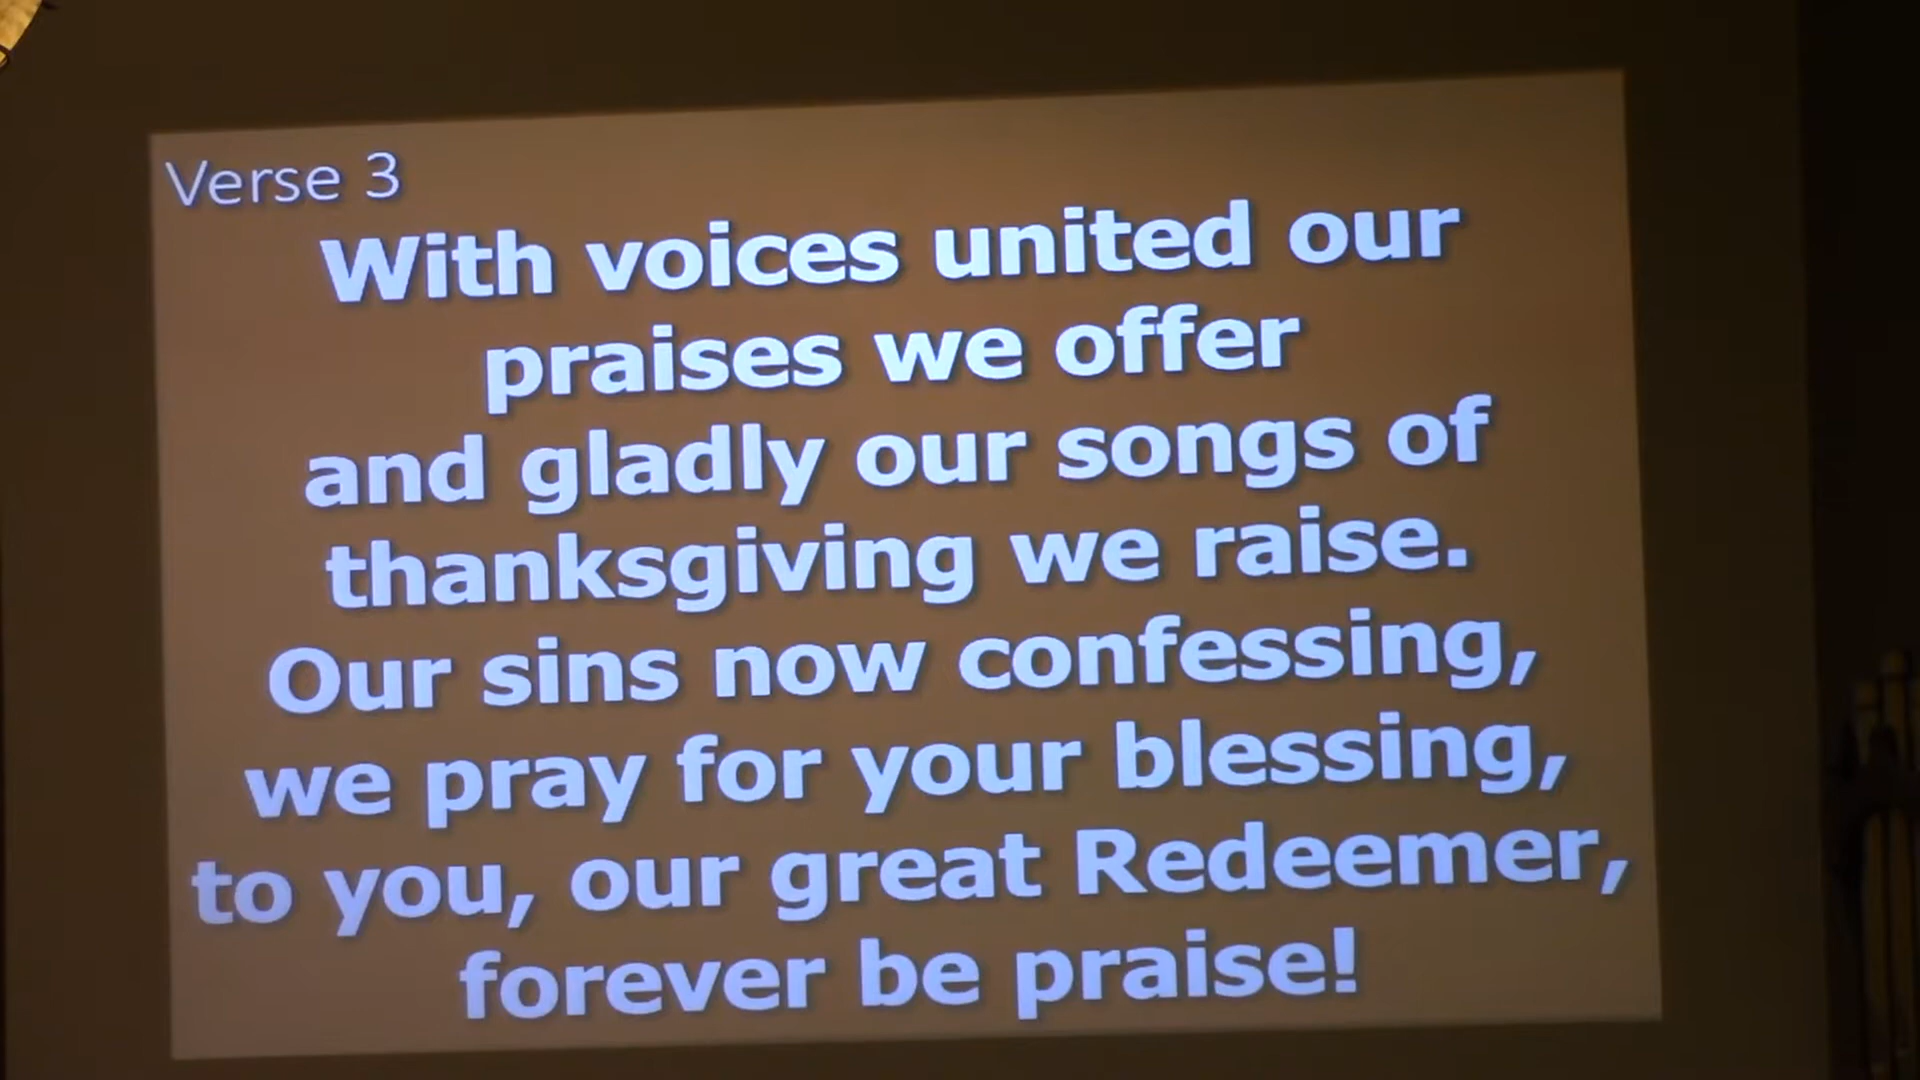 Verse 3
With voices united our
praises we offer
and gladly our songs of
thanksgiving we raise.
Our sins now confessing,
we pray for your blessing,
to you, our great Redeemer,
forever be praise!